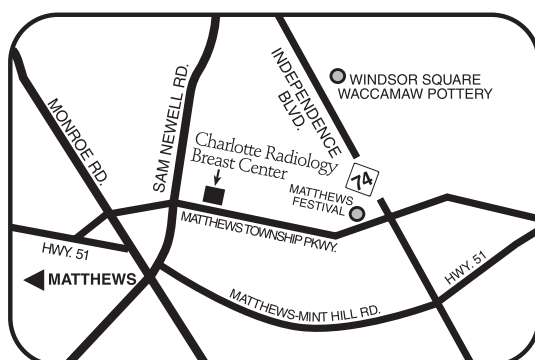 WINDSOR SQUARE
WACCAMAW POTTERY
INDEPENDENCE
BLVD.
SAM NEWELL RD.
MONROE RD.
Charlotte Radiology
Breast Center
74
MATTHEWS
FESTIVAL
MATTHEWS TOWNSHIP PKWY.
HWY. 51
MATTHEWS
HWY. 51
MATTHEWS-MINT HILL RD.